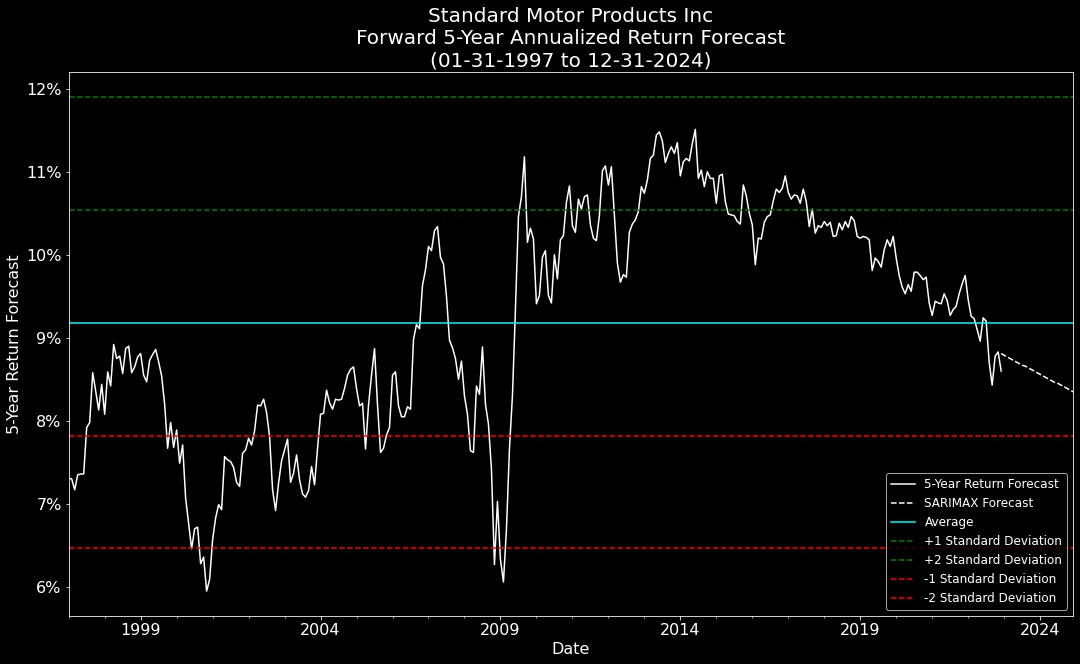 Standard Motor Products Inc
Forward 5-Year Annualized Return Forecast
(01-31-1997 to 12-31-2024)
12%
11%
10%
9%
8%
7%
6%
5-Year Return Forecast
5-Year Return Forecast
SARIMAX Forecast
Average
+1 Standard Deviation
+2 Standard Deviation
-1 Standard Deviation
-2 Standard Deviation
1999 2004 2009 2014 2019 2024
Date